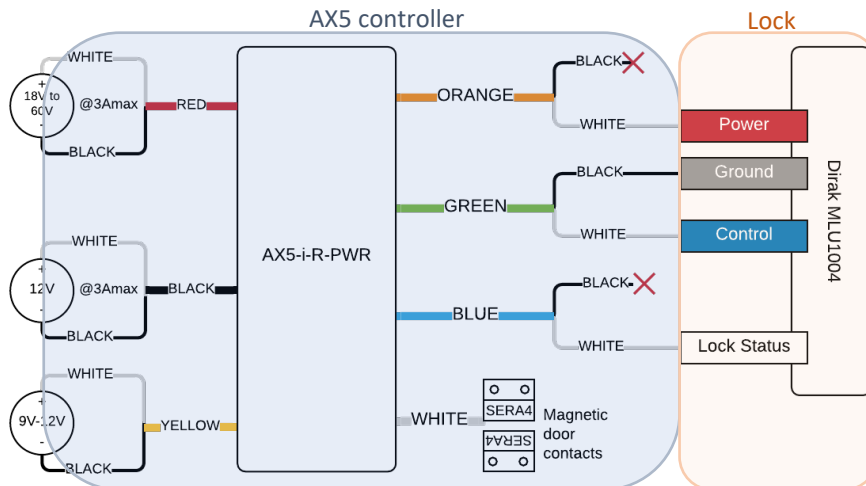 AX5 controller
Lock
WHITE
+
18V to
60V
-
@3Amax
RED
BLACK
WHITE
+
12V
-
@3Amax
BLACK
BLACK
WHITE
+
9V-12V
-
YELLOW
BLACK
AX5-i-R-PWR
ORANGE
BLACK
WHITE
GREEN
BLACK
WHITE
BLUE
BLACK
WHITE
WHITE
SERA4
SERA4
Magnetic
door
contacts
Power
Ground
Control
Lock Status
Dirak MLU1004